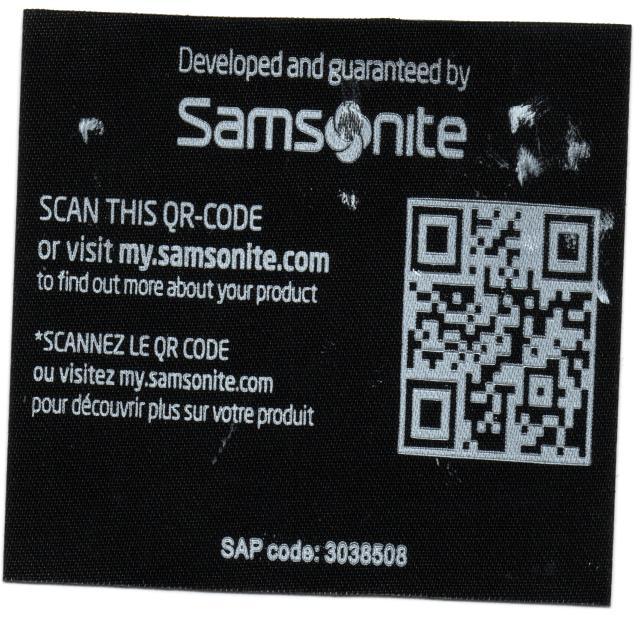 Developed and guaranteed by
Samsonite
SCAN THIS QR-CODE
or visit my.samsonite.com
to find out more about your product
*SCANNEZ LE QR CODE
ou visitez my.samsonite.com
pour découvrir plus sur votre produit
SAP code: 3038508